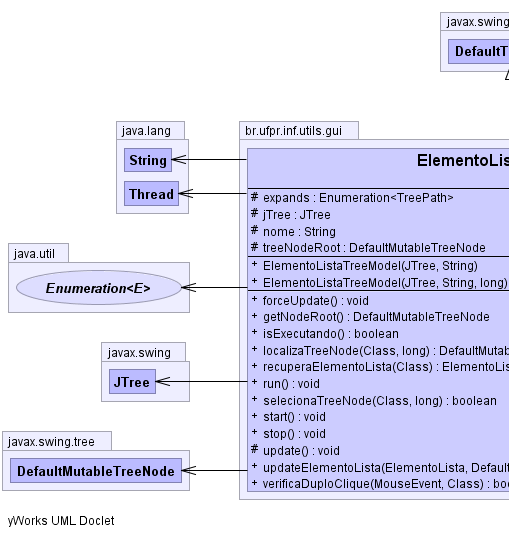 javax.swing
DefaultT
java.lang
String
Thread
br.ufpr.inf.utils.gui
ElementoLis
# expands : Enumeration<TreePath>
# jTree : JTree
# nome : String
# treeNodeRoot : DefaultMutableTreeNode
+ ElementoListaTreeModel(JTree, String)
+ ElementoListaTreeModel(JTree, String, long)
+ forceUpdate() : void
+ getNodeRoot() : DefaultMutableTreeNode
+ isExecutando() : boolean
+ localizaTreeNode(Class, long) : DefaultMutab
+ recuperaElementoLista(Class) : ElementoLis
+ run() : void
+ selecionaTreeNode(Class, long) : boolean
+ start() : void
+ stop() : void
# update() : void
+ updateElementoLista(ElementoLista, Default
+ verificaDuploClique(MouseEvent, Class) : boo
java.util
Enumeration<E>
javax.swing
JTree
javax.swing.tree
DefaultMutableTreeNode
yWorks UML Doclet